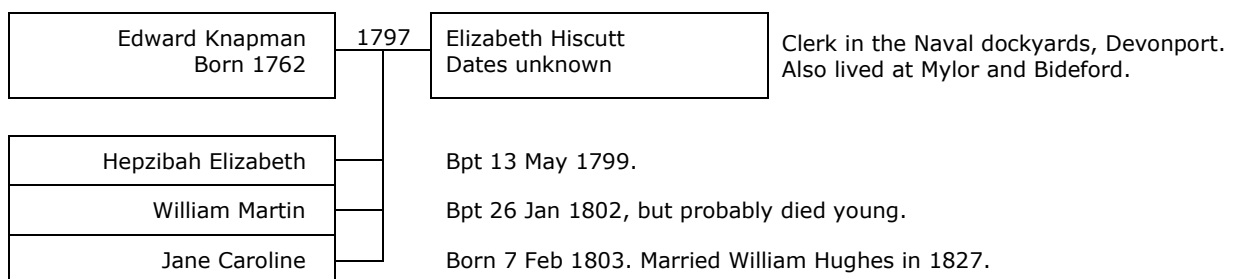 Edward Knapman
Born 1762
1797
Elizabeth Hiscutt
Dates unknown
Clerk in the Naval dockyards, Devonport.
Also lived at Mylor and Bideford.
Hepzibah Elizabeth
Bpt 13 May 1799.
William Martin
Bpt 26 Jan 1802, but probably died young.
Jane Caroline
Born 7 Feb 1803. Married William Hughes in 1827.